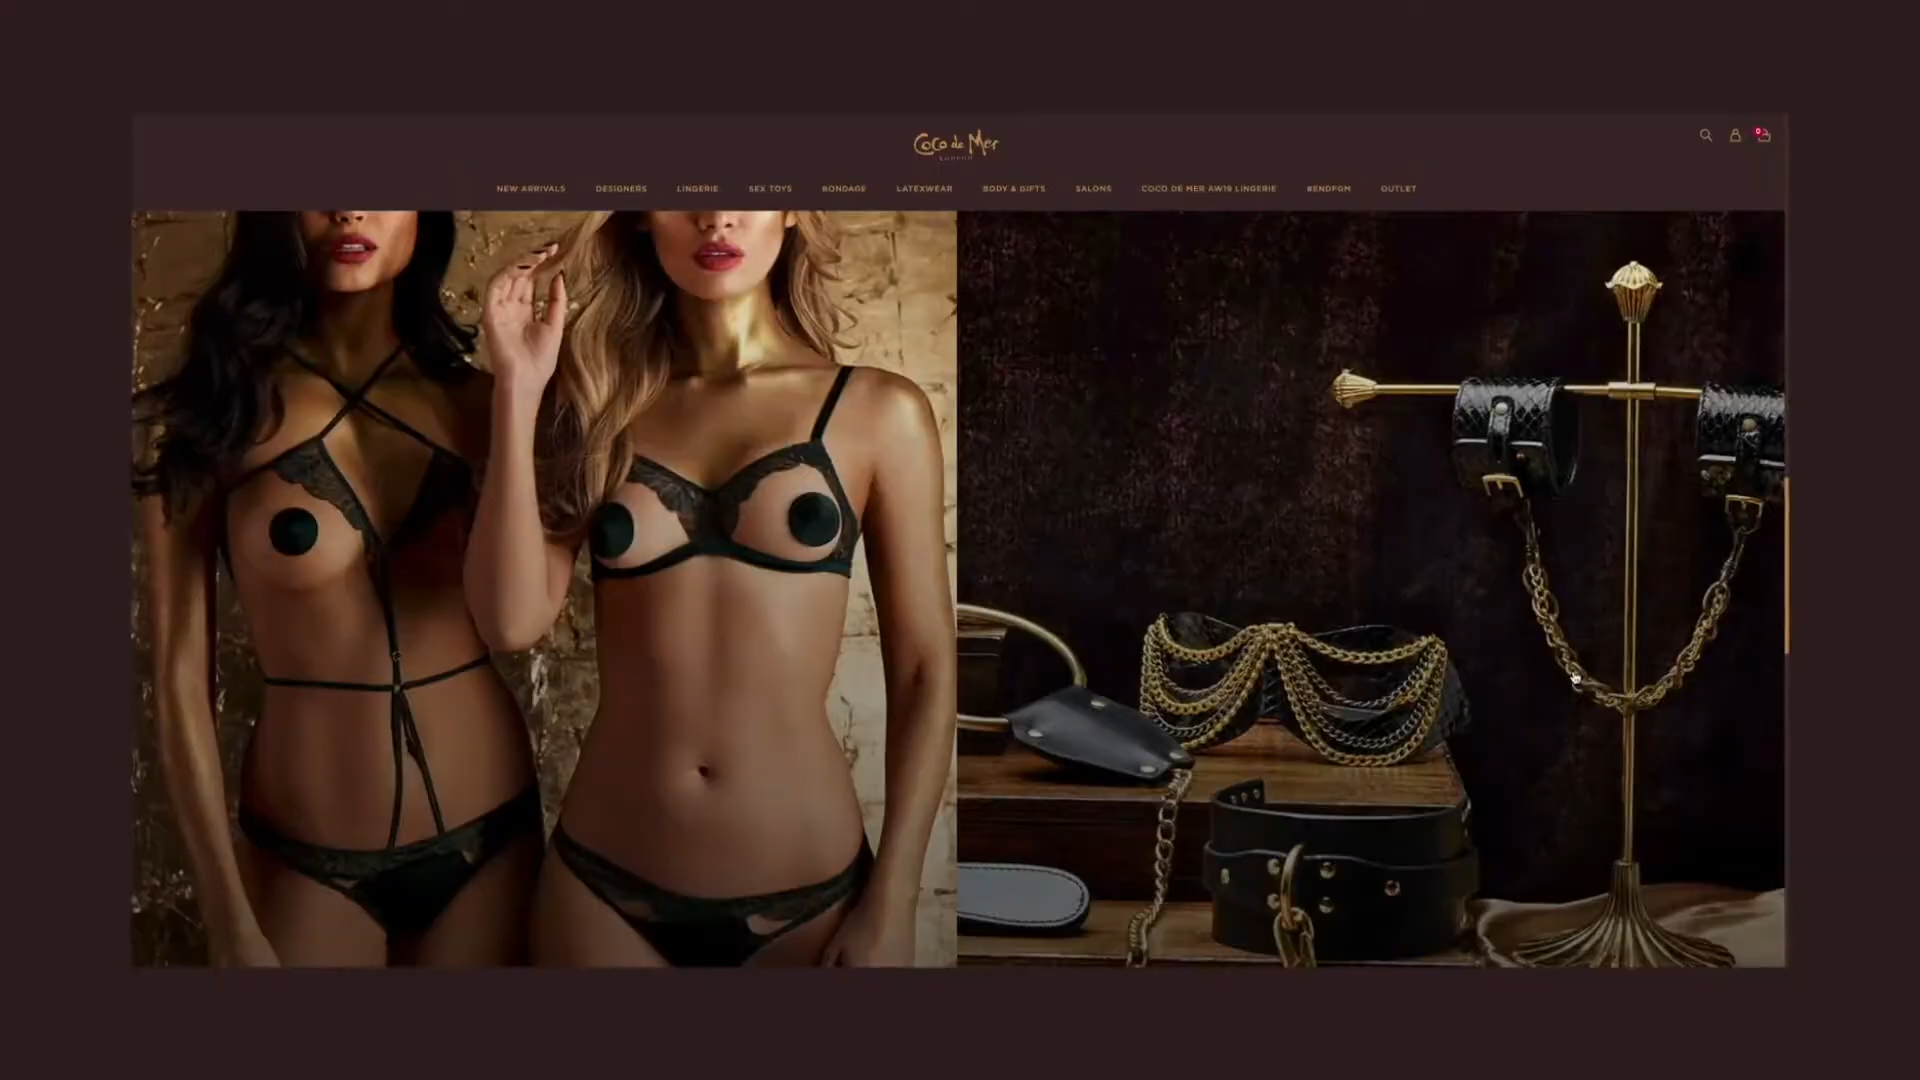 Coco de Mer
LONDON
0
NEW ARRIVALS DESIGNERS LINGERIE SEX TOYS BONDAGE LATEXWEAR BODY & GIFTS SALONS COCO DE MER AW19 LINGERIE #ENDFGM OUTLET